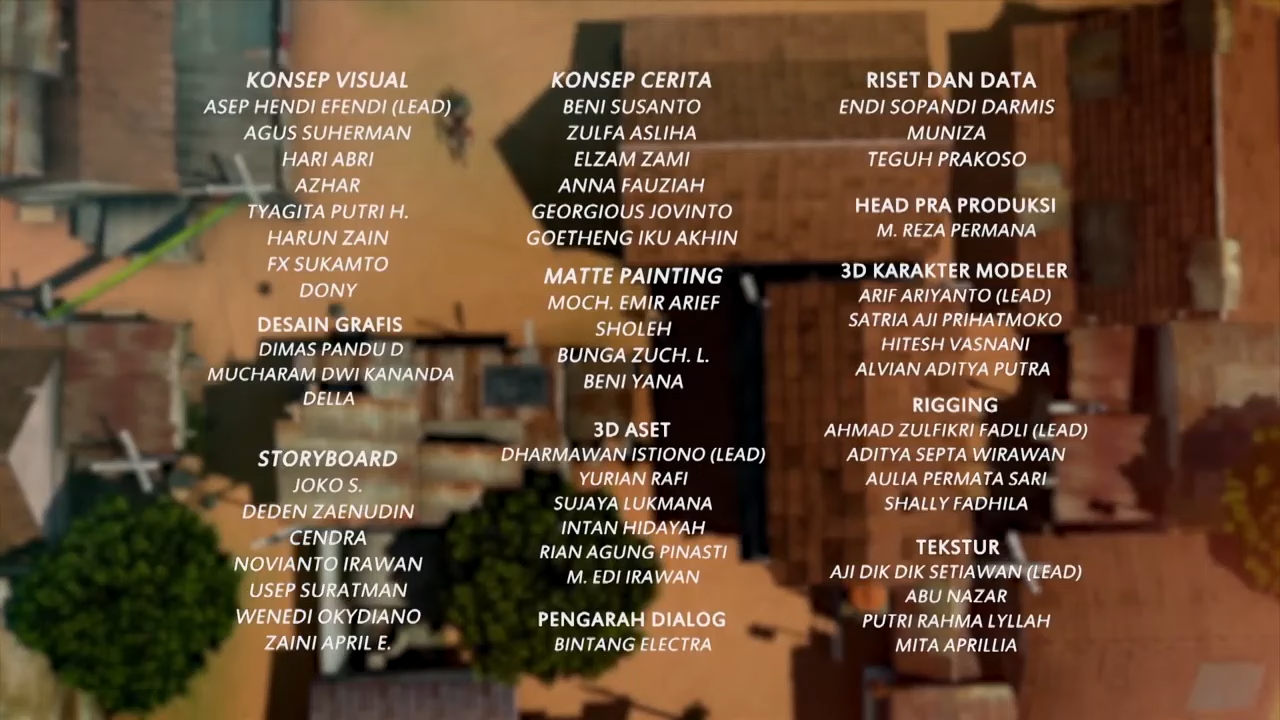 KONSEP VISUAL
ASEP HENDI EFENDI (LEAD)
AGUS SUHERMAN
HARI ABRI
AZHAR
TYAGITA PUTRI H.
HARUN ZAIN
FX SUKAMTO
DONY
DESAIN GRAFIS
DIMAS PANDU D
MUCHARAM DWI KANANDA
DELLA
STORYBOARD
JOKO S.
DEDEN ZAENUDIN
CENDRA
NOVIANTO IRAWAN
USEP SURATMAN
WENEDI OKYDIANO
ZAINI APRIL E.
KONSEP CERITA
BENI SUSANTO
ZULFA ASLIHA
ELZAM ZAMI
ANNA FAUZIAH
GEORGIOUS JOVINTO
GOETHENG IKU AKHIN
MATTE PAINTING
MOCH. EMIR ARIEF
SHOLEH
BUNGA ZUCH. L.
BENI YANA
3D ASET
DHARMAWAN ISTIONO (LEAD)
YURIAN RAFI
SUJAYA LUKMANA
INTAN HIDAYAH
RIAN AGUNG PINASTI
M. EDI IRAWAN
PENGARAH DIALOG
BINTANG ELECTRA
RISET DAN DATA
ENDI SOPANDI DARMIS
MUNIZA
TEGUH PRAKOSO
HEAD PRA PRODUKSI
M. REZA PERMANA
3D KARAKTER MODELER
ARIF ARIYANTO (LEAD)
SATRIA AJI PRIHATMOKO
HITESH VASNANI
ALVIAN ADITYA PUTRA
RIGGING
AHMAD ZULFIKRI FADLI (LEAD)
ADITYA SEPTA WIRAWAN
AULIA PERMATA SARI
SHALLY FADHILA
TEKSTUR
AJI DIK DIK SETIAWAN (LEAD)
ABU NAZAR
PUTRI RAHMA LYLLAH
MITA APRILLIA